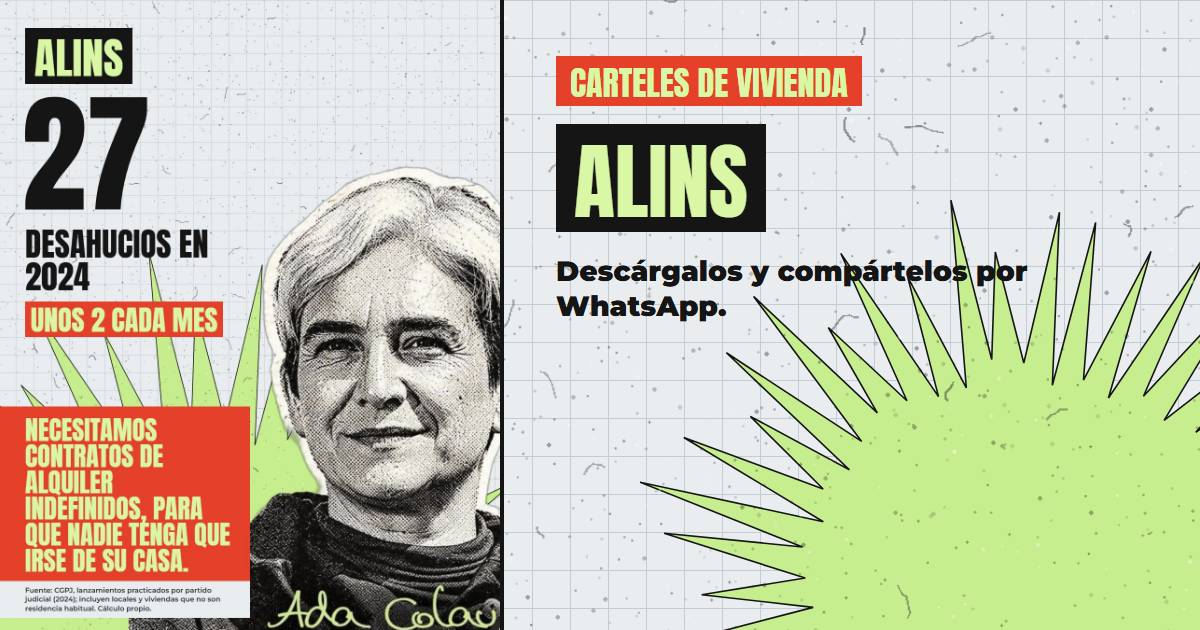 ALINS
27
DESAHUCIOS EN
2024
UNOS 2 CADA MES
NECESITAMOS
CONTRATOS DE
ALQUILER
INDEFINIDOS, PARA
QUE NADIE TENGA QUE
IRSE DE SU CASA.
Fuente: CGPJ, lanzamientos practicados por partido
judicial (2024); incluyen locales y viviendas que no son
residencia habitual. Cálculo propio.
Ada Colau
CARTELES DE VIVIENDA
ALINS
Descárgalos y compártelos por
WhatsApp.